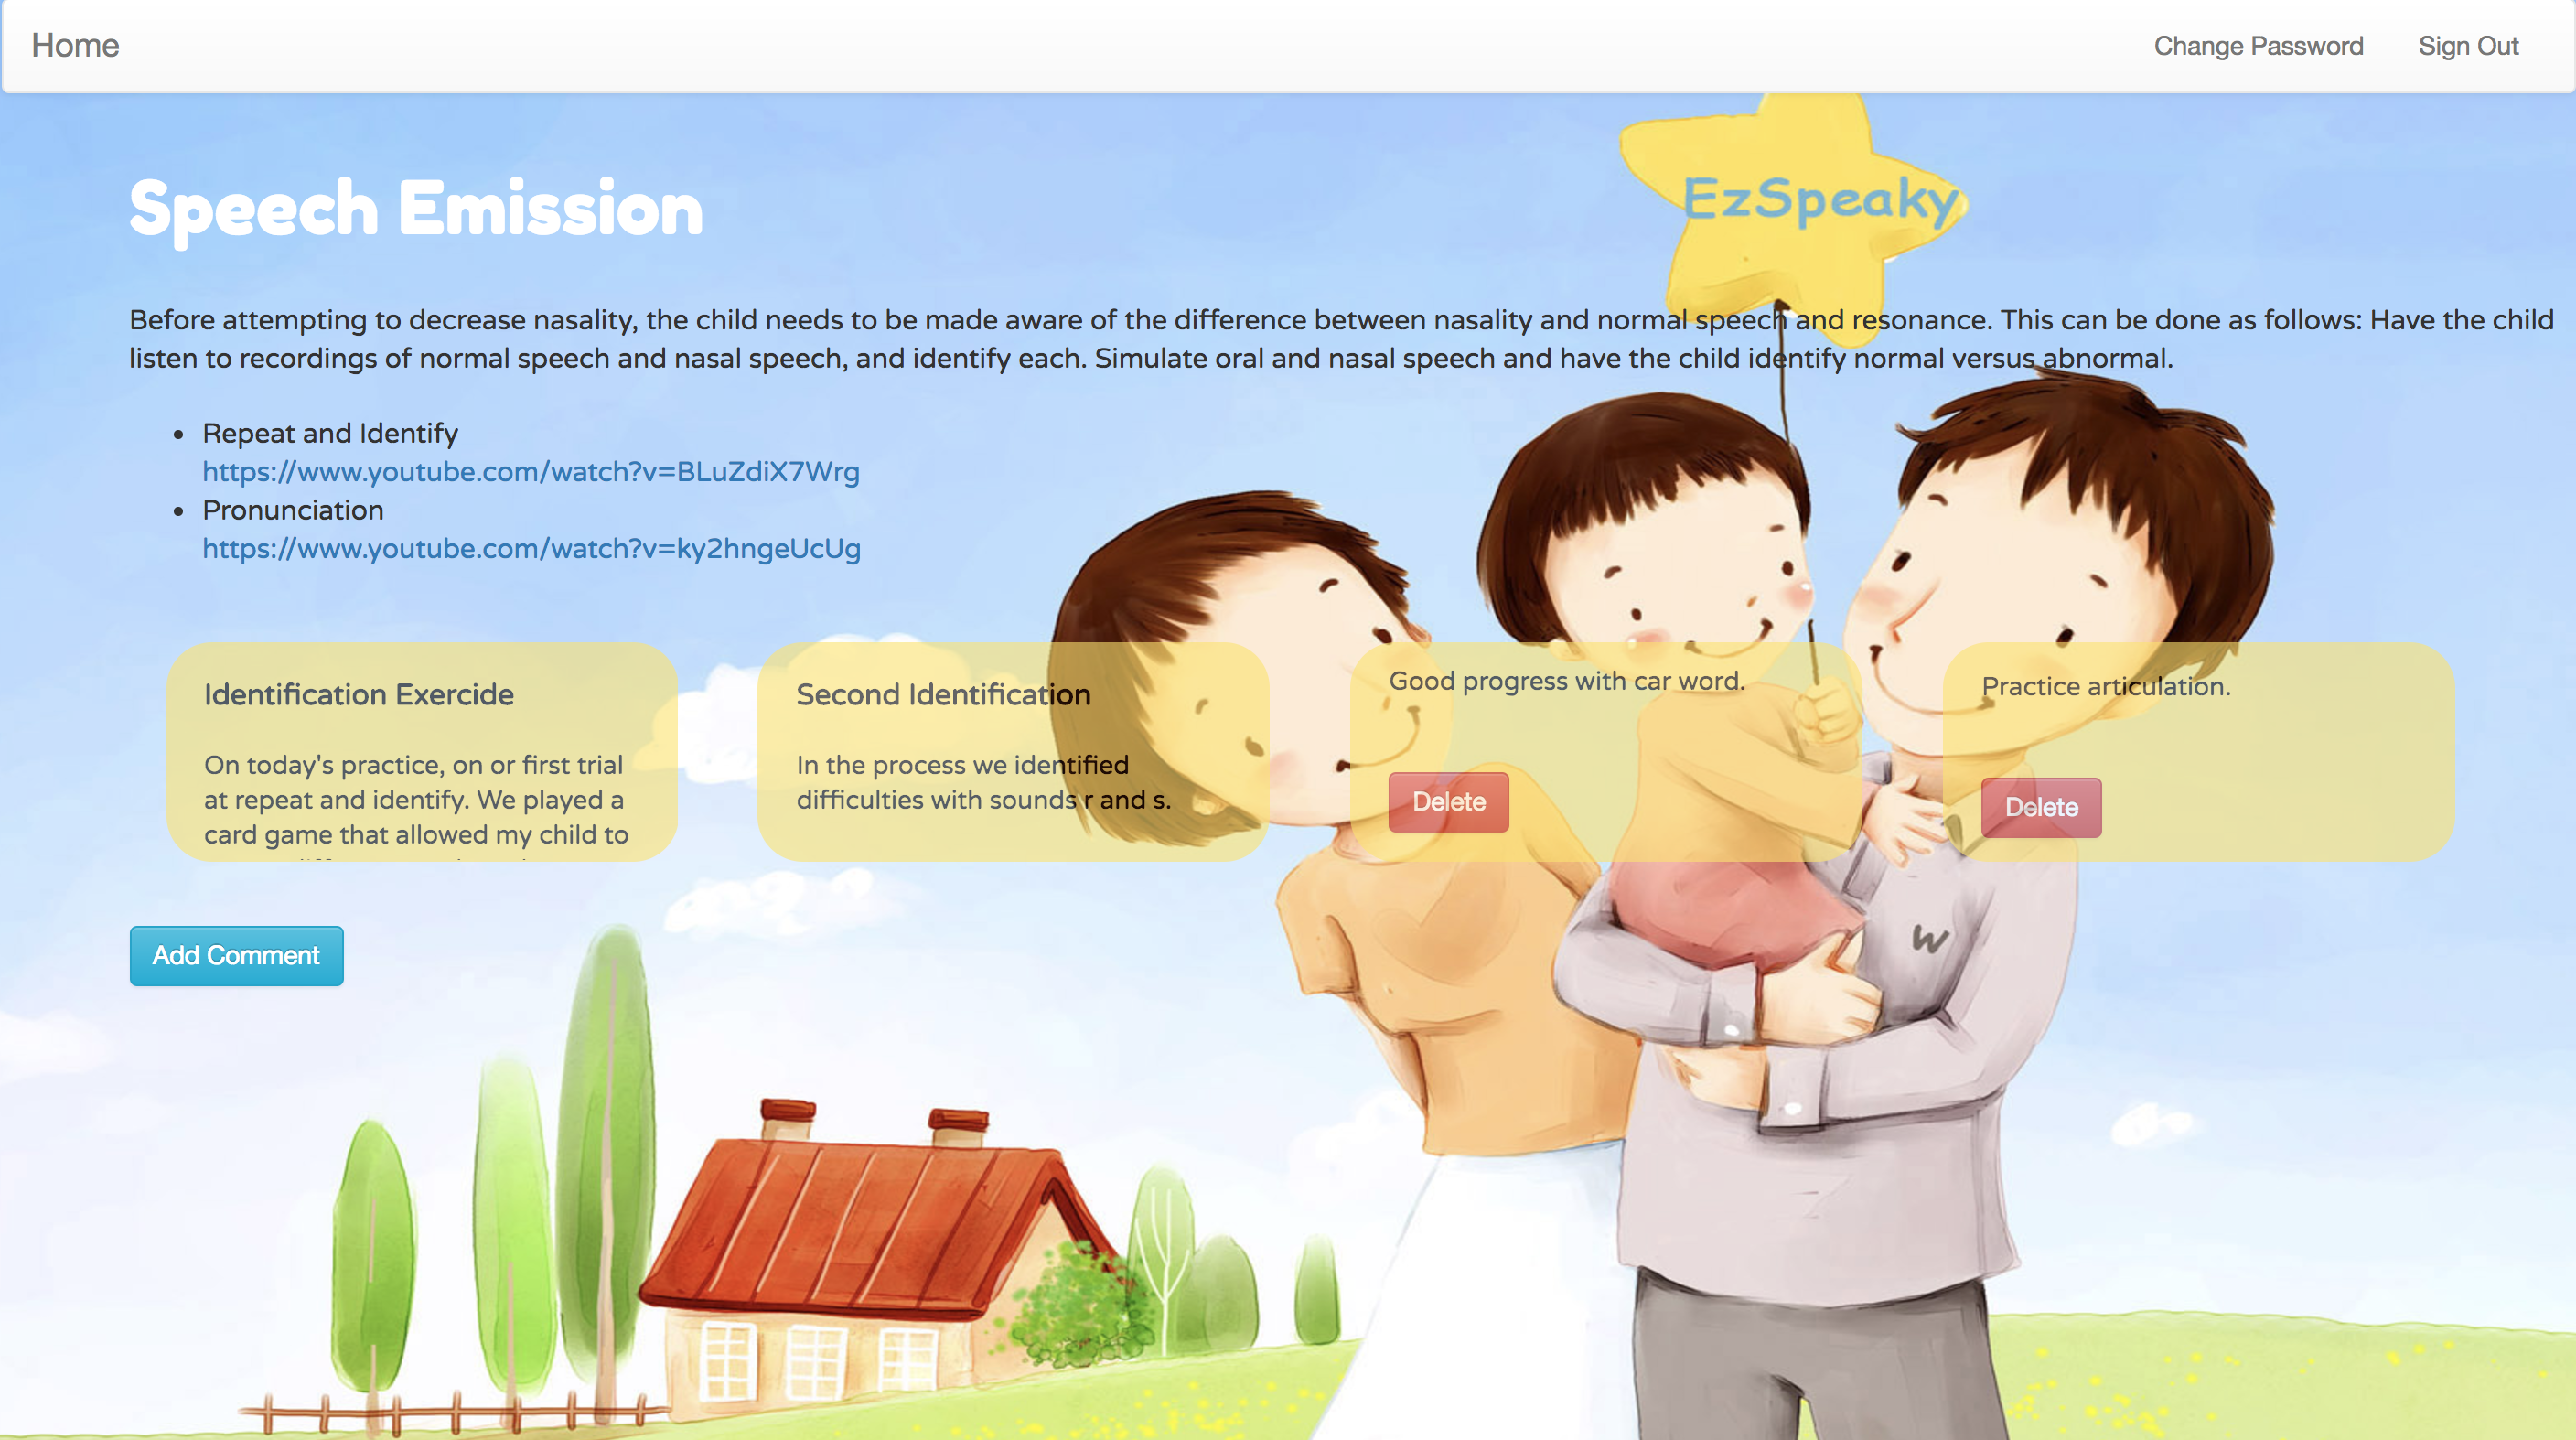 Home
Change Password
Sign Out
EzSpeaky
Speech Emission
Before attempting to decrease nasality, the child needs to be made aware of the difference between nasality and normal speech and resonance. This can be done as follows: Have the child
listen to recordings of normal speech and nasal speech, and identify each. Simulate oral and nasal speech and have the child identify normal versus abnormal.
• Repeat and Identify
https://www.youtube.com/watch?v=BLuZdiX7Wrg
• Pronunciation
https://www.youtube.com/watch?v=ky2hngeUcUg
Identification Exercide
On today's practice, on or first trial
at repeat and identify. We played a
card game that allowed my child to
Second Identification
In the process we identified
difficulties with sounds r and s.
Good progress with car word.
Delete
Practice articulation.
Delete
W
Add Comment